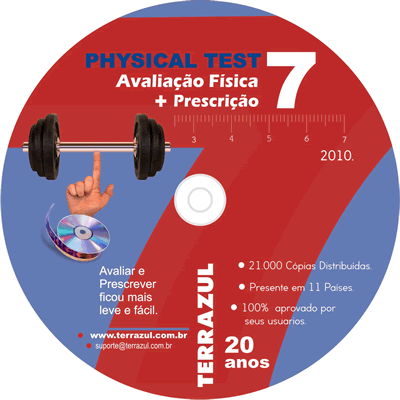 PHYSICAL TEST 7
Avaliação Física
+ Prescrição
3 4 5 6 7
2010.
Avaliar e
Prescrever
ficou mais
leve e fácil.
• www.terrazul.com.br
• suporte@terrazul.com.br
TERRAZUL
• 21.000 Cópias Distribuidas.
• Presente em 11 Países.
• 100% aprovado por
seus usuarios.
20
anos